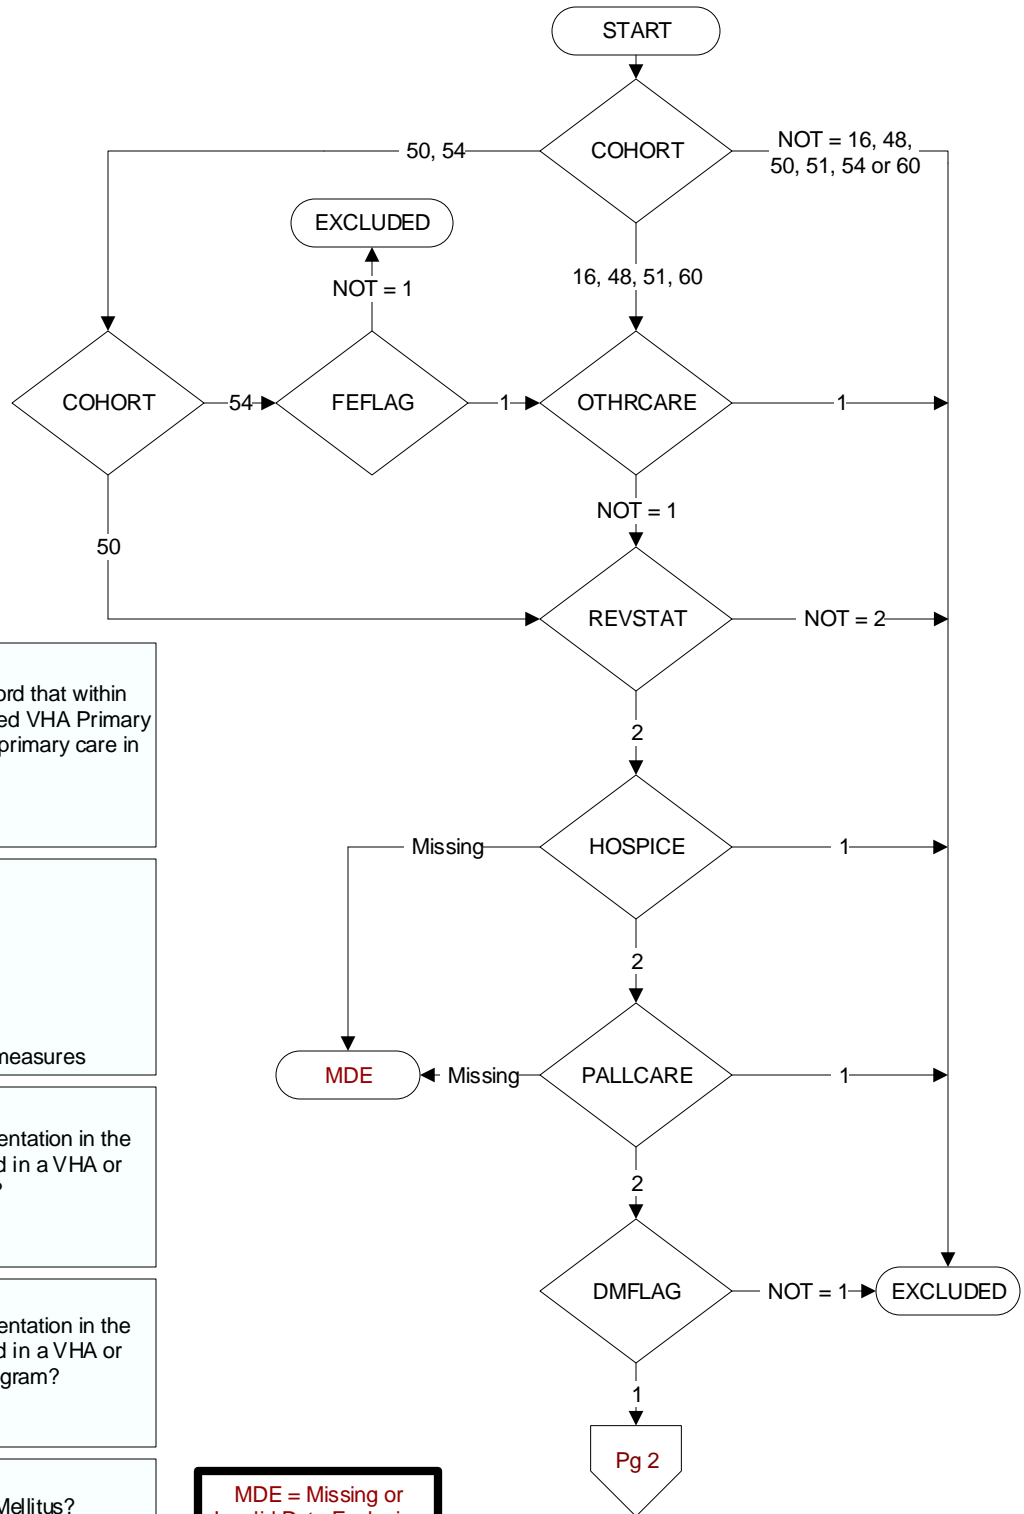 START
COHORT
50, 54
NOT = 16, 48,
50, 51, 54 or 60
EXCLUDED
NOT = 1
16, 48, 51, 60
COHORT
54
FEFLAG
1
OTHRCARE
1
NOT = 1
50
REVSTAT
NOT = 2
2
that within
ed VHA Primary
primary care in
Missing
HOSPICE
1
2
measures
MDE
Missing
PALLCARE
1
2
entation in the
in a VHA or
DMFLAG
NOT = 1
EXCLUDED
entation in the
in a VHA or
gram?
1
Pg 2
Mellitus?
MDE = Missing or